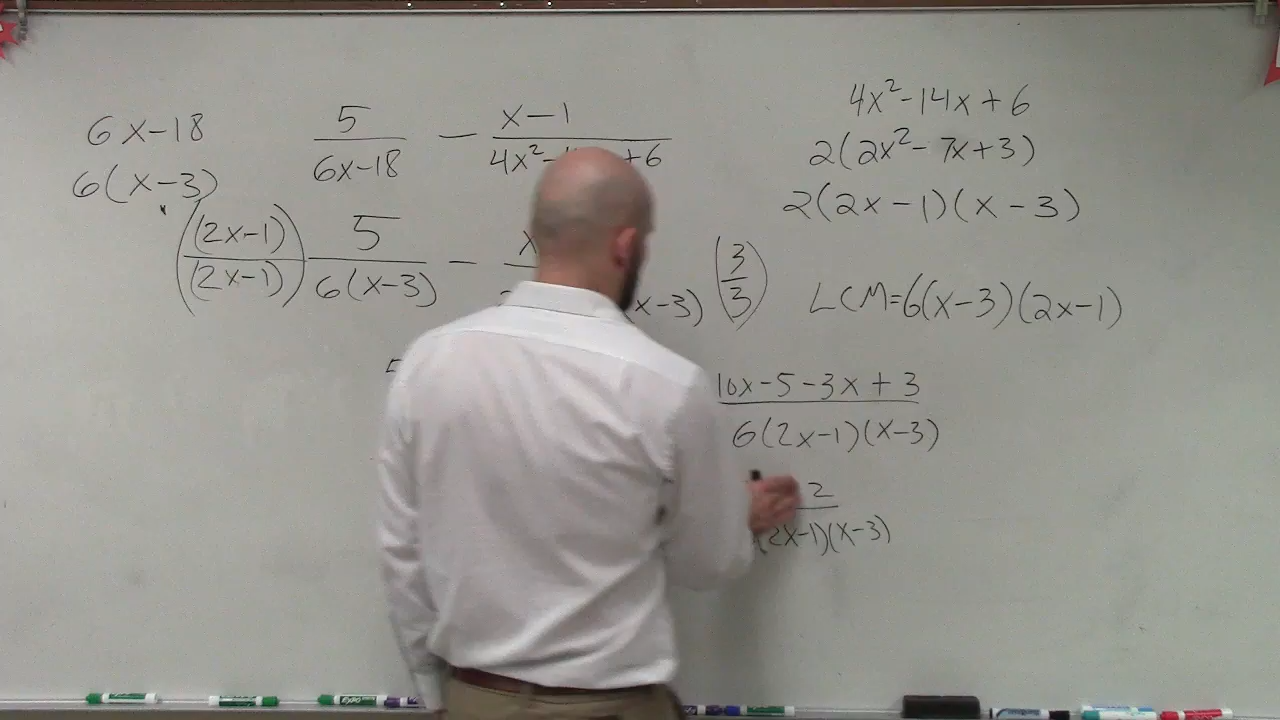 6x-18
6(x-3)
5/(6x-18) - (x-1)/(4x²- +6)
((2x-1)/(2x-1)) 5/(6(x-3)) - x (x-3) (3/3)
4x²-14x+6
2(2x²-7x+3)
2(2x-1)(x-3)
LCM=6(x-3)(2x-1)
5
10x-5-3x+3
6(2x-1)(x-3)
2
(2x-1)(x-3)
EXPO